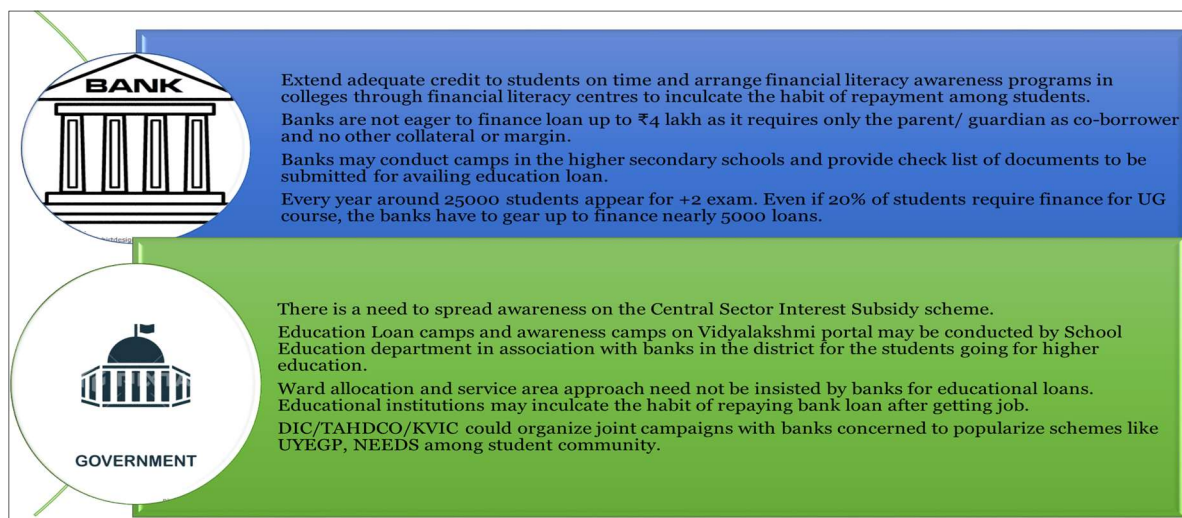 BANK
Extend adequate credit to students on time and arrange financial literacy awareness programs in
colleges through financial literacy centres to inculcate the habit of repayment among students.
Banks are not eager to finance loan up to ₹4 lakh as it requires only the parent/ guardian as co-borrower
and no other collateral or margin.
Banks may conduct camps in the higher secondary schools and provide check list of documents to be
submitted for availing education loan.
Every year around 25000 students appear for +2 exam. Even if 20% of students require finance for UG
course, the banks have to gear up to finance nearly 5000 loans.
GOVERNMENT
There is a need to spread awareness on the Central Sector Interest Subsidy scheme.
Education Loan camps and awareness camps on Vidyalakshmi portal may be conducted by School
Education department in association with banks in the district for the students going for higher
education.
Ward allocation and service area approach need not be insisted by banks for educational loans.
Educational institutions may inculcate the habit of repaying bank loan after getting job.
DIC/TAHDCO/KVIC could organize joint campaigns with banks concerned to popularize schemes like
UYEGP, NEEDS among student community.